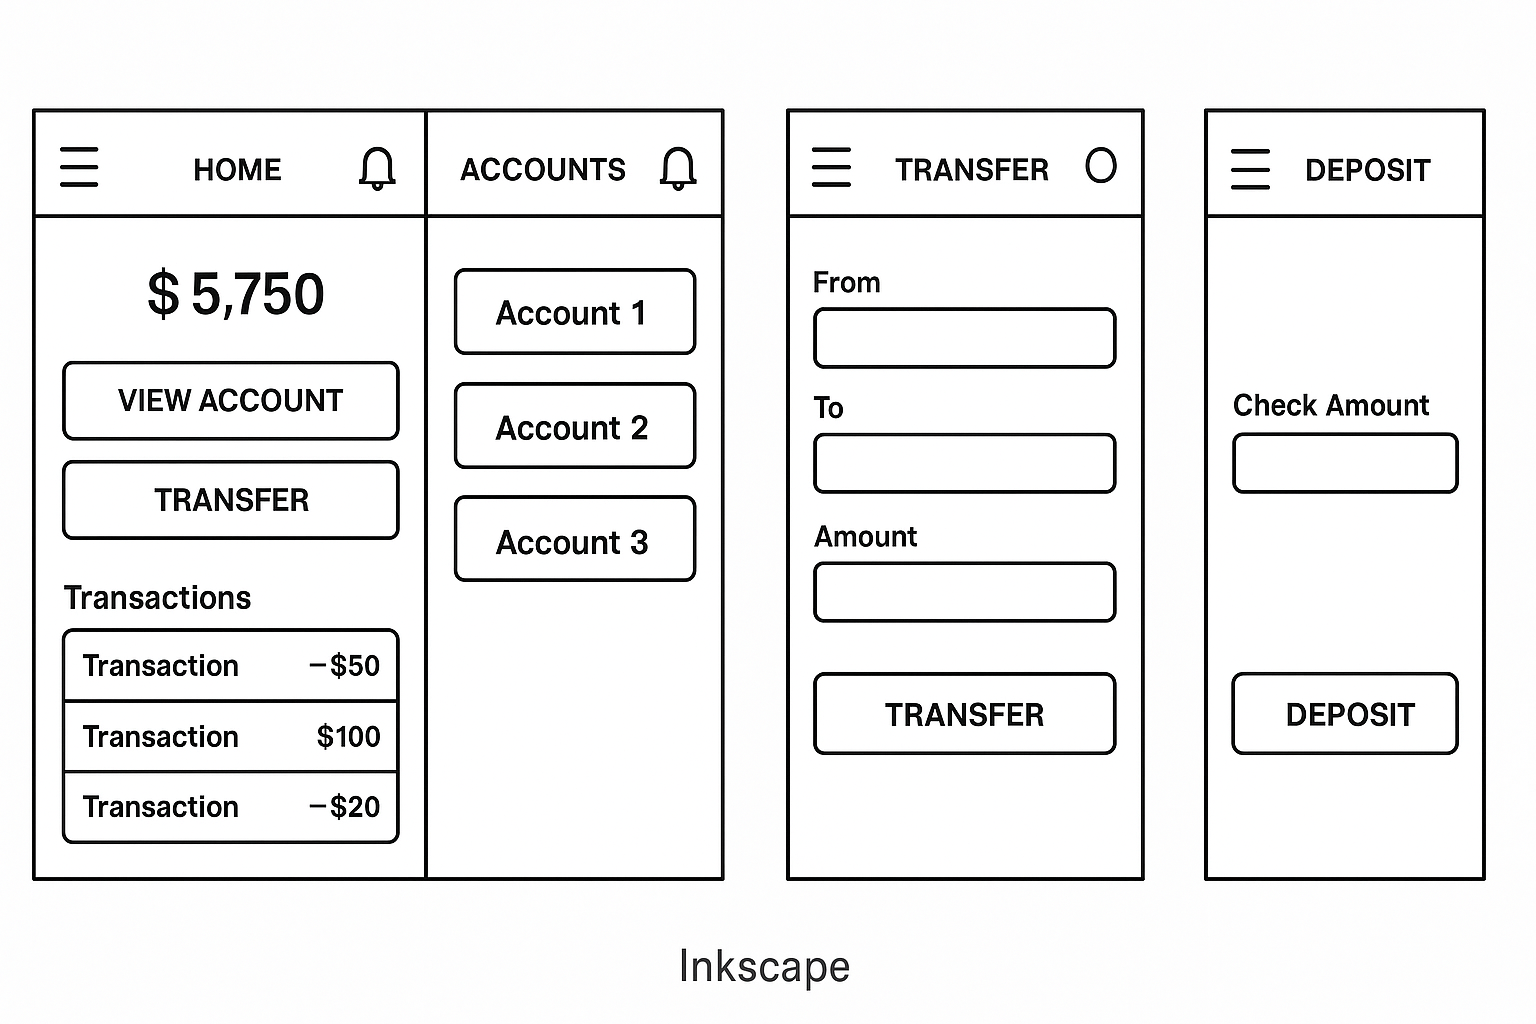 HOME
$ 5,750
VIEW ACCOUNT
TRANSFER
Transactions
Transaction −$50
Transaction $100
Transaction −$20
ACCOUNTS
Account 1
Account 2
Account 3
TRANSFER
From
To
Amount
TRANSFER
DEPOSIT
Check Amount
DEPOSIT
Inkscape